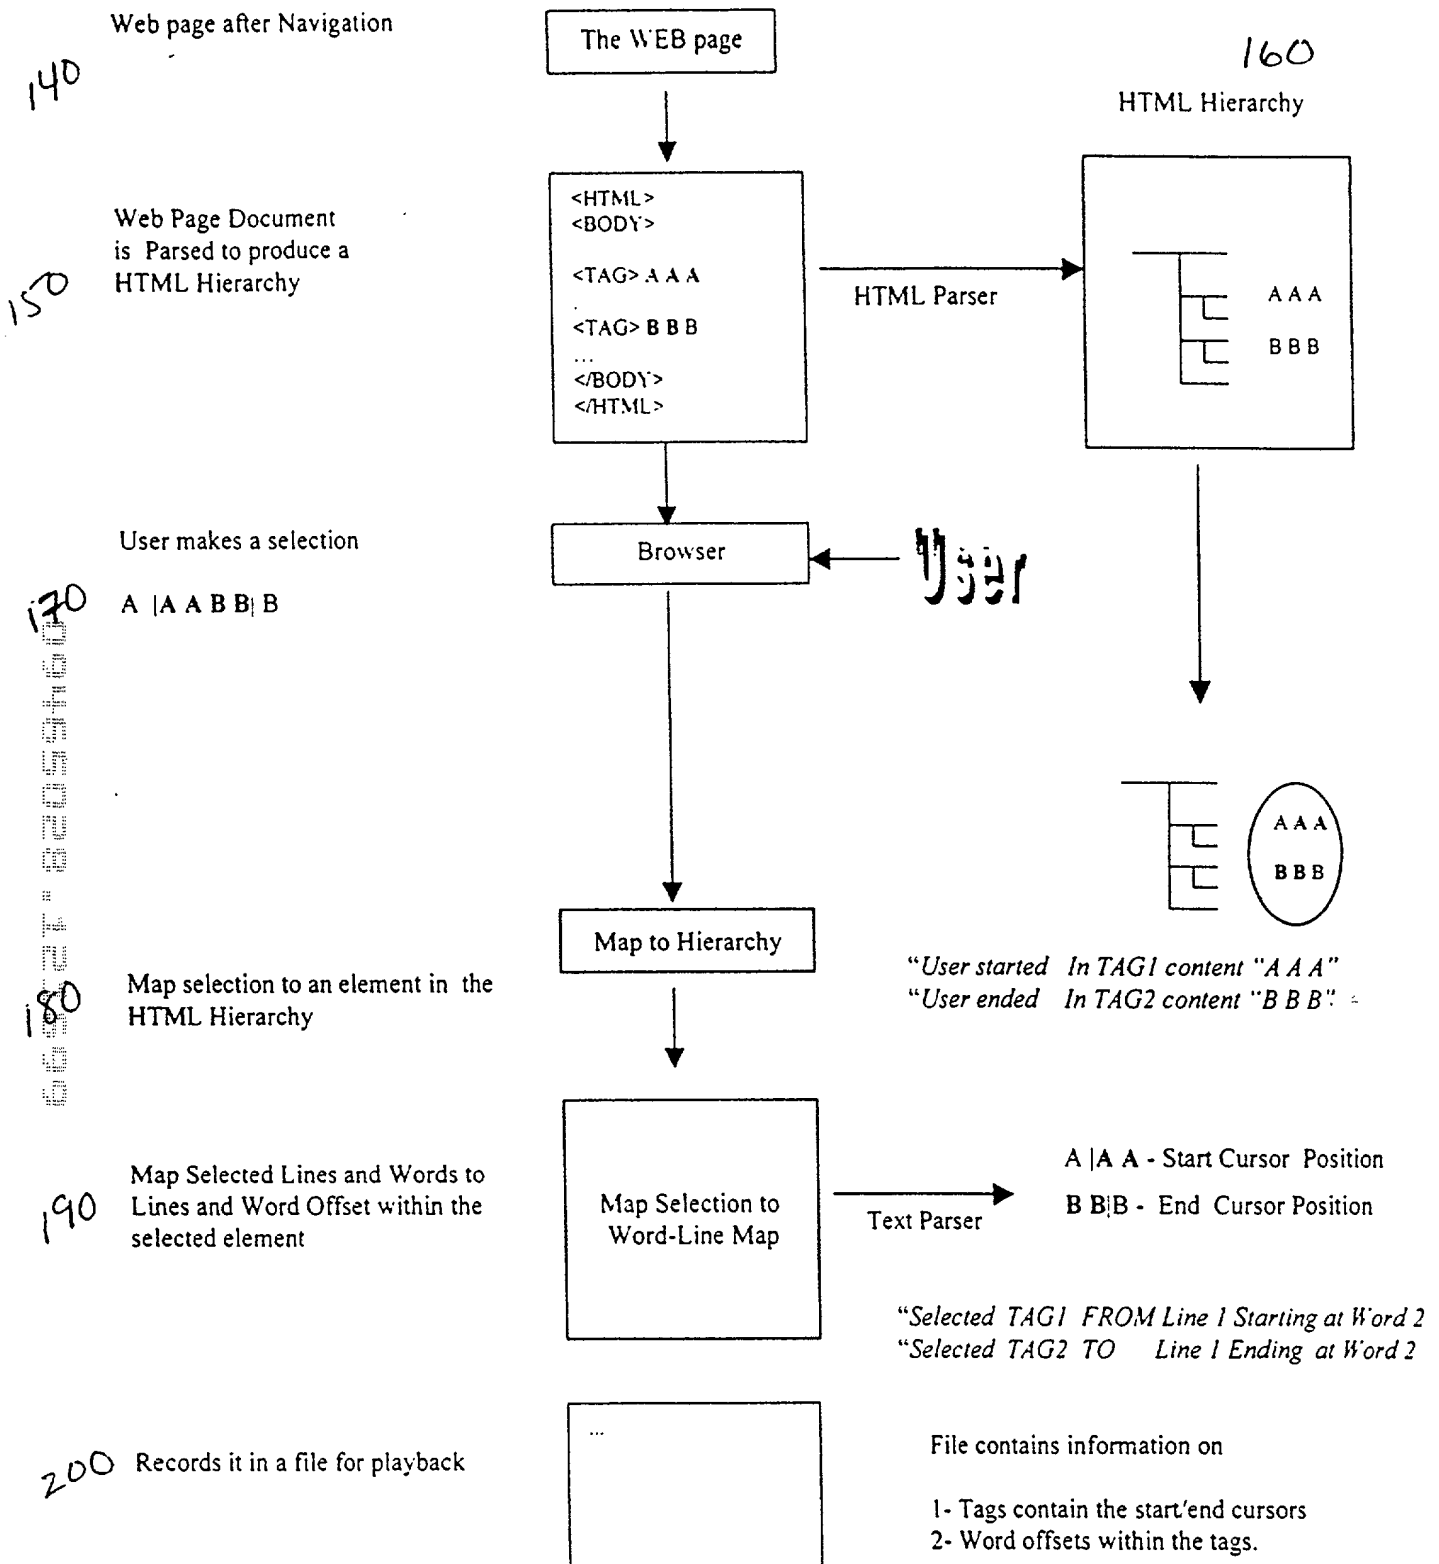 Web page after Navigation
The WEB page
140
160
HTML Hierarchy
Web Page Document
is Parsed to produce a
HTML Hierarchy
150
<HTML>
<BODY>
<TAG> A A A
.
<TAG> B B B
...
</BODY>
</HTML>
HTML Parser
A A A
B B B
User makes a selection
170
A |A A B B| B
Browser
User
A A A
B B B
Map to Hierarchy
180
Map selection to an element in the
HTML Hierarchy
"User started In TAG1 content "A A A"
"User ended In TAG2 content "B B B".
190
Map Selected Lines and Words to
Lines and Word Offset within the
selected element
Map Selection to
Word-Line Map
Text Parser
A |A A - Start Cursor Position
B B|B - End Cursor Position
"Selected TAG1 FROM Line 1 Starting at Word 2
"Selected TAG2 TO Line 1 Ending at Word 2
200
Records it in a file for playback
...
File contains information on
1- Tags contain the start/end cursors
2- Word offsets within the tags.